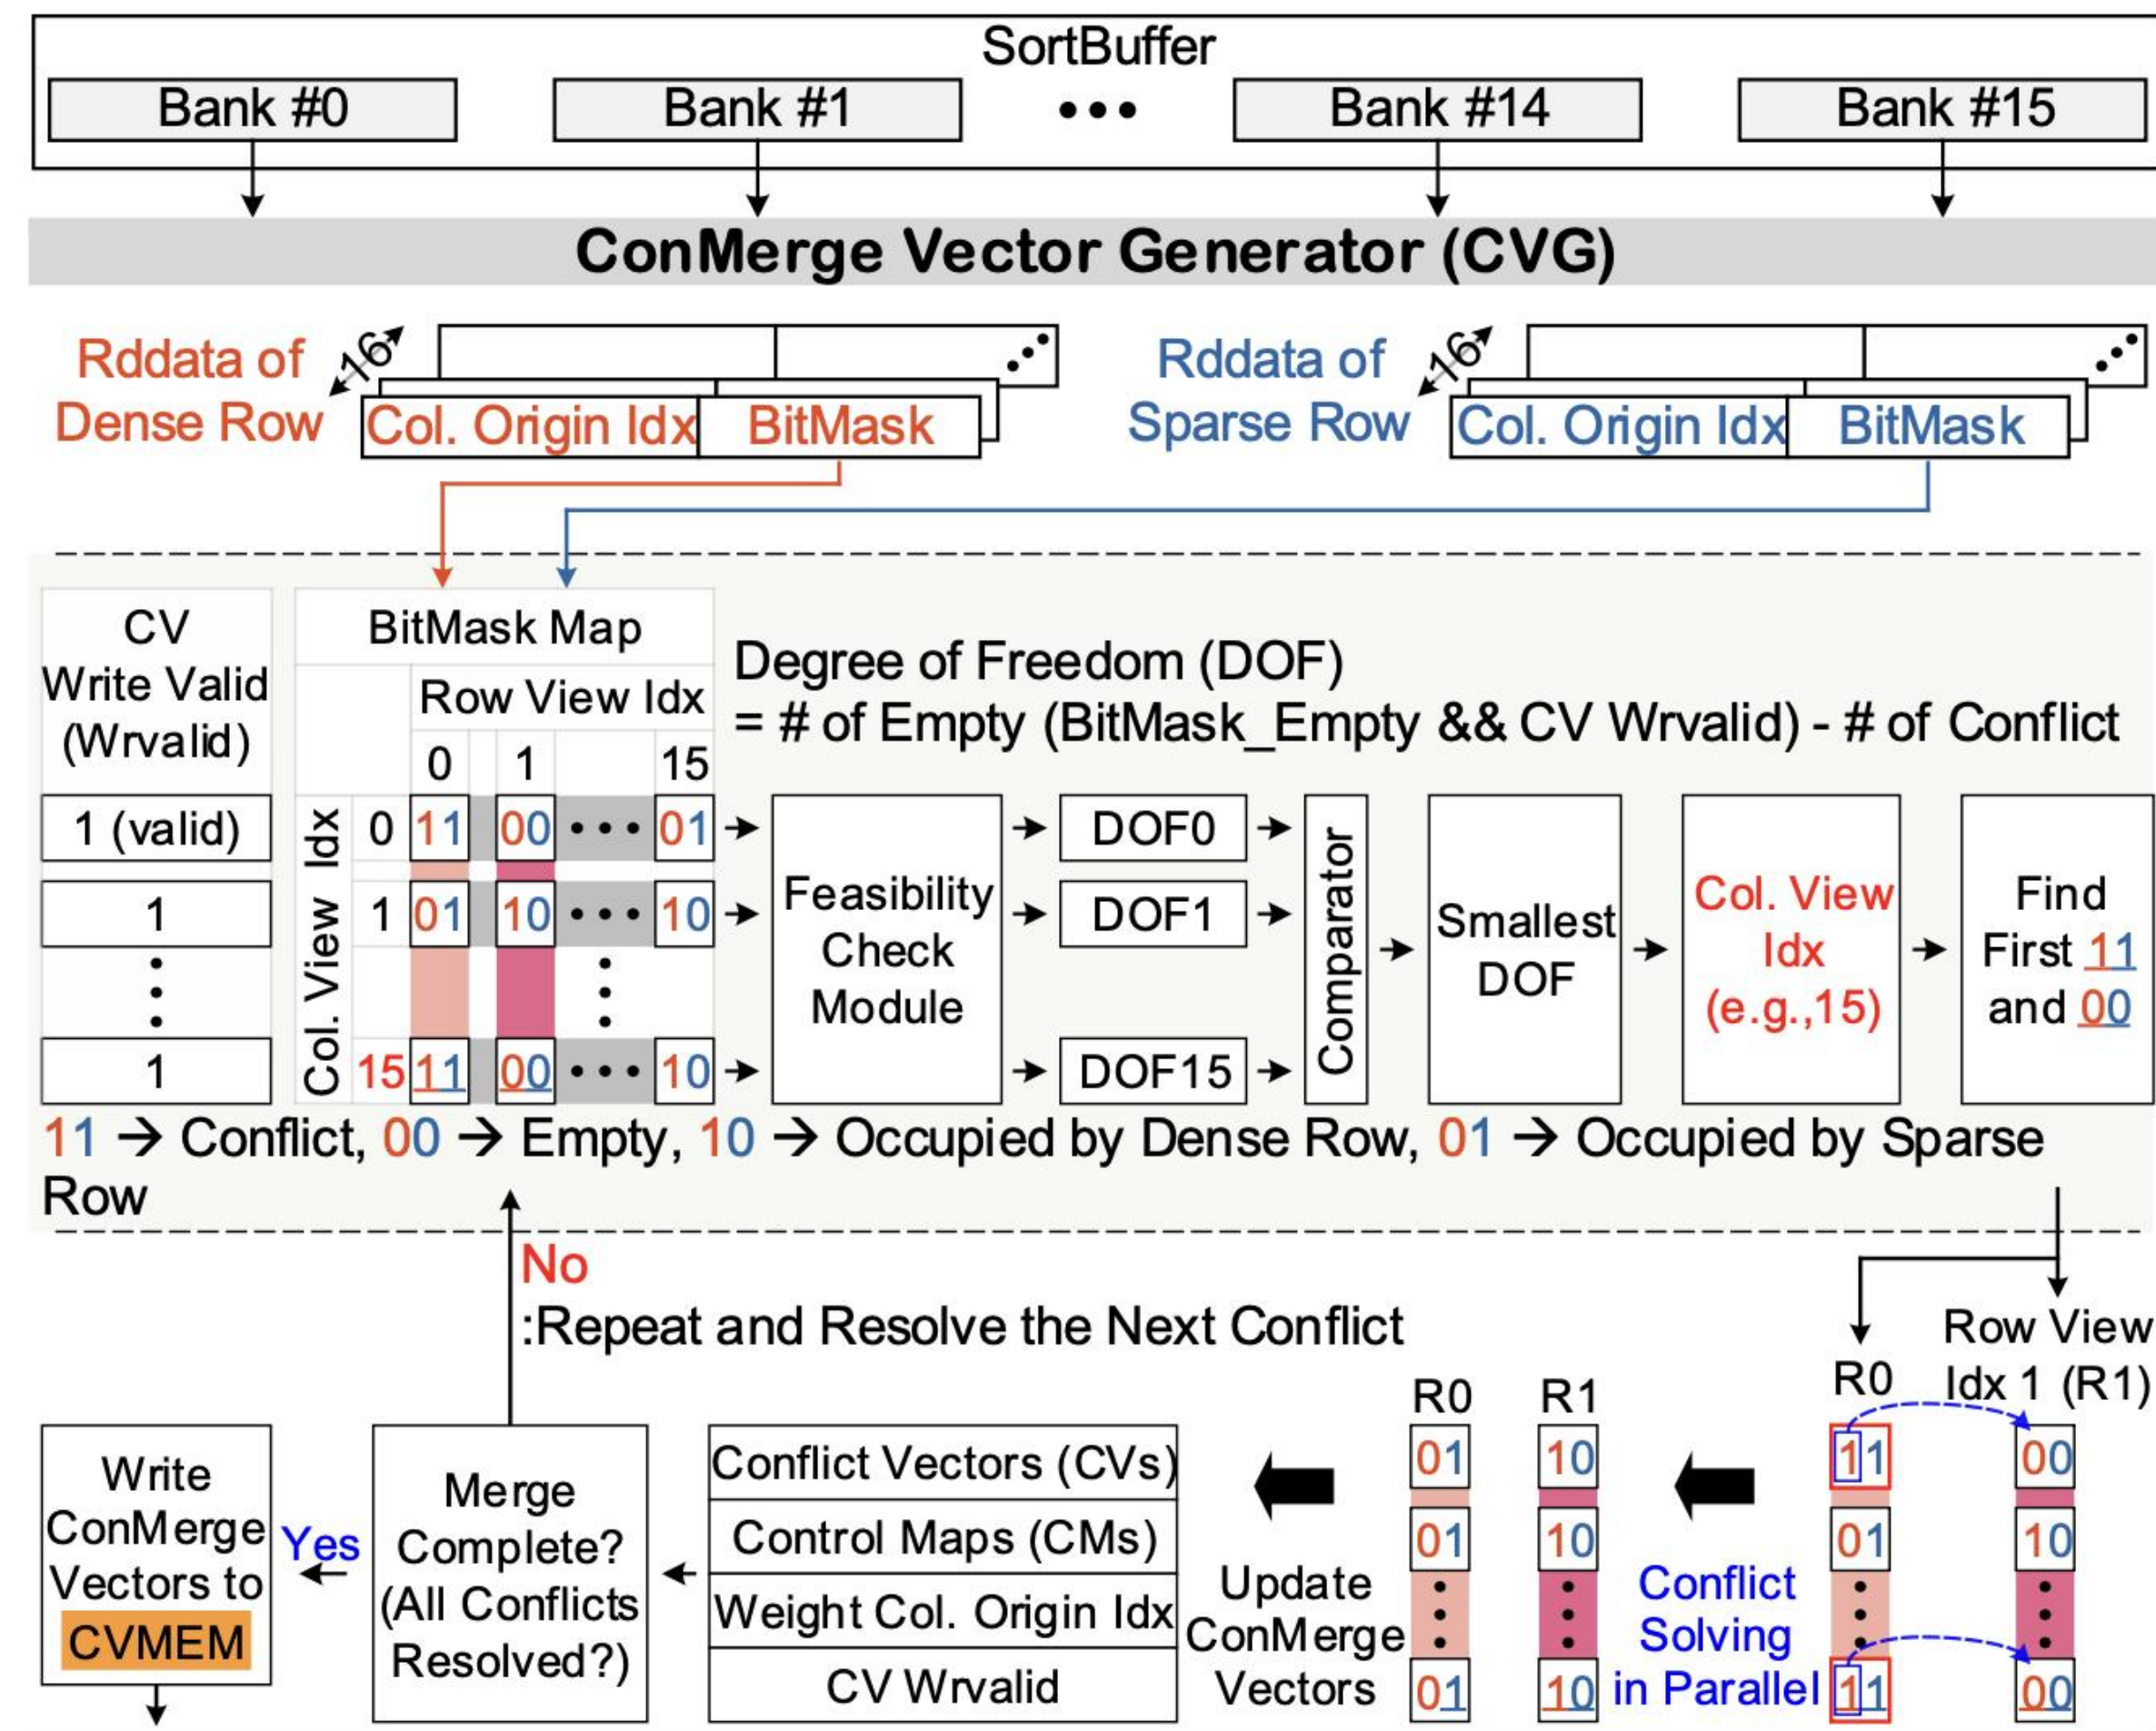 SortBuffer
Bank #0
Bank #1
•••
Bank #14
Bank #15
ConMerge Vector Generator (CVG)
Rddata of
Dense Row
16
Col. Origin Idx
BitMask
Rddata of
Sparse Row
16
Col. Origin Idx
BitMask
CV
Write Valid
(Wrvalid)
1 (valid)
1
1
BitMask Map
Row View Idx
0 1 15
Col. View Idx
0 11 00 ••• 01
1 01 10 ••• 10
15 11 00 ••• 10
Degree of Freedom (DOF)
= # of Empty (BitMask_Empty && CV Wrvalid) - # of Conflict
Feasibility
Check
Module
DOF0
DOF1
DOF15
Comparator
Smallest
DOF
Col. View
Idx
(e.g.,15)
Find
First 11
and 00
11 → Conflict, 00 → Empty, 10 → Occupied by Dense Row, 01 → Occupied by Sparse
Row
No
:Repeat and Resolve the Next Conflict
Row View
Idx 1 (R1)
R0
11 00
01 10
11 00
Conflict
Solving
in Parallel
R0 R1
01 10
01 10
01 10
Update
ConMerge
Vectors
Conflict Vectors (CVs)
Control Maps (CMs)
Weight Col. Origin Idx
CV Wrvalid
Merge
Complete?
(All Conflicts
Resolved?)
Yes
Write
ConMerge
Vectors to
CVMEM